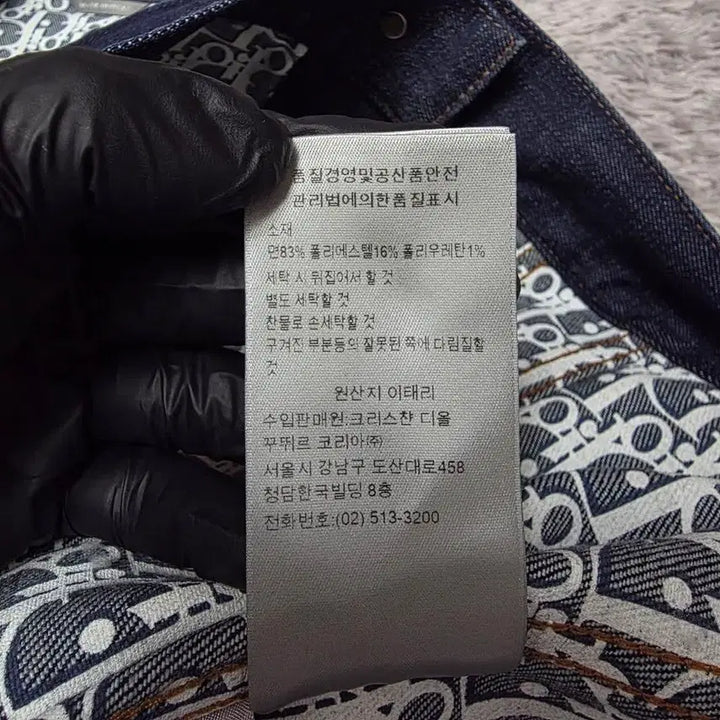 품질경영및공산품안전
관리법에의한품질표시
소재
면83% 폴리에스텔16% 폴리우레탄1%
세탁 시 뒤집어서 할 것
별도 세탁할 것
찬물로 손세탁할 것
구겨진 부분등의 잘못된 쪽에 다림질할
것
원산지 이태리
수입판매원:크리스챤 디올
꾸뛰르 코리아(주)
서울시 강남구 도산대로458
청담한국빌딩 8층
전화번호:(02) 513-3200